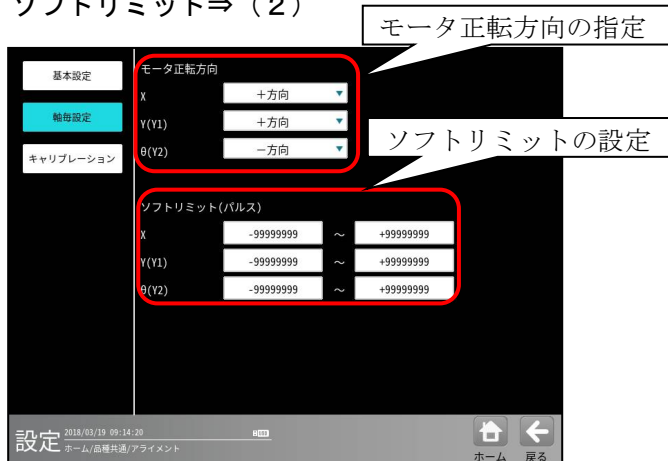 ソフトリミット⇒（２）
モータ正転方向の指定
基本設定
軸毎設定
キャリブレーション
モータ正転方向
X
＋方向
Y(Y1)
＋方向
θ(Y2)
－方向
ソフトリミットの設定
ソフトリミット(パルス)
X -99999999 ～ +99999999
Y(Y1) -99999999 ～ +99999999
θ(Y2) -99999999 ～ +99999999
設定
2018/03/19 09:14:20
ホーム/品種共通/アライメント
ホーム
戻る